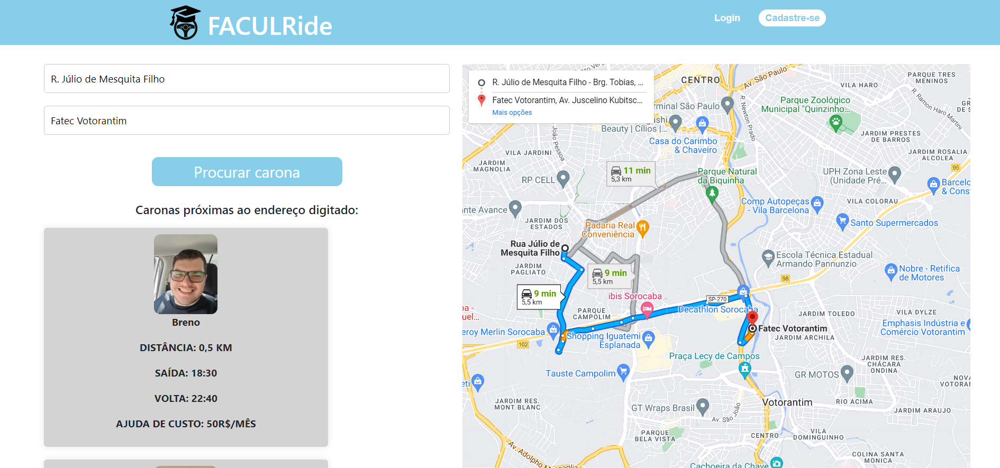 FACULRide
Login
Cadastre-se
R. Júlio de Mesquita Filho
Fatec Votorantim
Procurar carona
Caronas próximas ao endereço digitado:
Breno
DISTÂNCIA: 0,5 KM
SAÍDA: 18:30
VOLTA: 22:40
AJUDA DE CUSTO: 50R$/MÊS
R. Júlio de Mesquita Filho - Brg. Tobias, ...
Fatec Votorantim, Av. Juscelino Kubitsc...
Mais opções
CENTRO
Av. São Paulo
VILA HARO
PARQUE TRES
MENINOS
R. Ramon Haro Martini
Parque Zoológico
Municipal "Quinzinho...
R. Newton Prado
rminal São Paulo
Beauty | Cílios |...
Casa do Carimbo
& Chaveiro
João Pessoa
JARDIM PRESTES
DE BARROS
JARDIM ROSALIA
ALCOLEA
VILA JARDINI
JARDIM
MAGNOLIA
RP CELL
11 min
5,3 km
Parque Natural
da Biquinha
UPH Zona Leste
(Unidade Pré...
95
Barcelo
& Cons
Comp Autopeças
- Vila Barcelona
VILA COLORAU
nte Avance
JARDIM DOS
ESTADOS
Padaria Real
Conveniência
Santo Supermercados
Rua Júlio de
Mesquita Filho
JARDIM
PAGLIATO
Escola Técnica Estadual
Armando Pannunzio
Nobre - Retifica
de Motores
9 min
5,5 km
98
9 min
5,5 km
ibis Sorocaba
SP-270
Decathlon Sorocaba
PARQUE
CAMPOLIM
JARDIM TOLEDO
VILA DYLZE
Emphasis Indústria e
Comércio Votorantim
Fatec Votorantim
JARDIM ARCHILA
eroy Merlin Sorocaba
102
Shopping Iguatemi
Esplanada
Praça Lecy de Campos
JARDIM RES.
CHÁCARA
ONDINA
Tauste Campolim
GR MOTOS
NOVA
VOTORAN
RIO ACIMA
JARDIM RES.
MONT BLANC
GT Wraps Brasil
Av. São João
Votorantim
JARDIM ARAUJO
PARQUE
BELA VISTA
CENTRO
VILA
DOMINGUINHO
Av. Adolpho Massaglia
COLINA SANTA
MONICA
Cachoeira da Chave